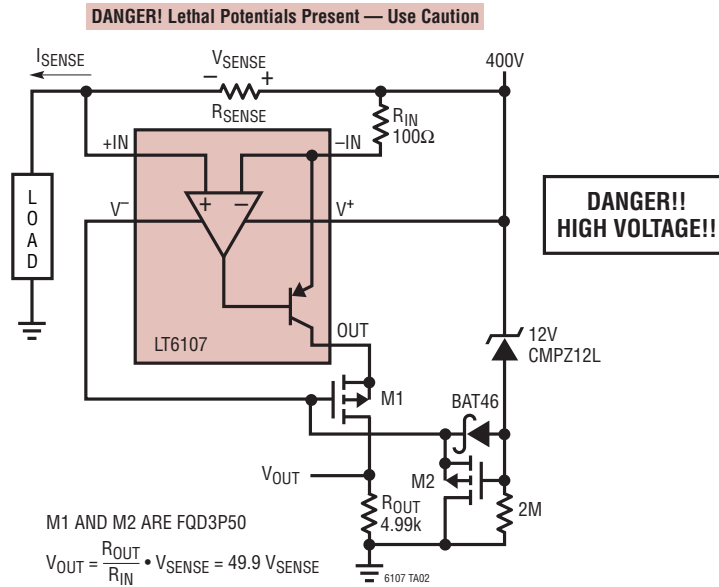 DANGER! Lethal Potentials Present — Use Caution
ISENSE
VSENSE
– +
RSENSE
400V
RIN
100Ω
+IN
–IN
LOAD
V–
+ –
V+
DANGER!!
HIGH VOLTAGE!!
OUT
LT6107
12V
CMPZ12L
M1
BAT46
VOUT
M2
ROUT
4.99k
2M
M1 AND M2 ARE FQD3P50
VOUT = ROUT/RIN • VSENSE = 49.9 VSENSE
6107 TA02